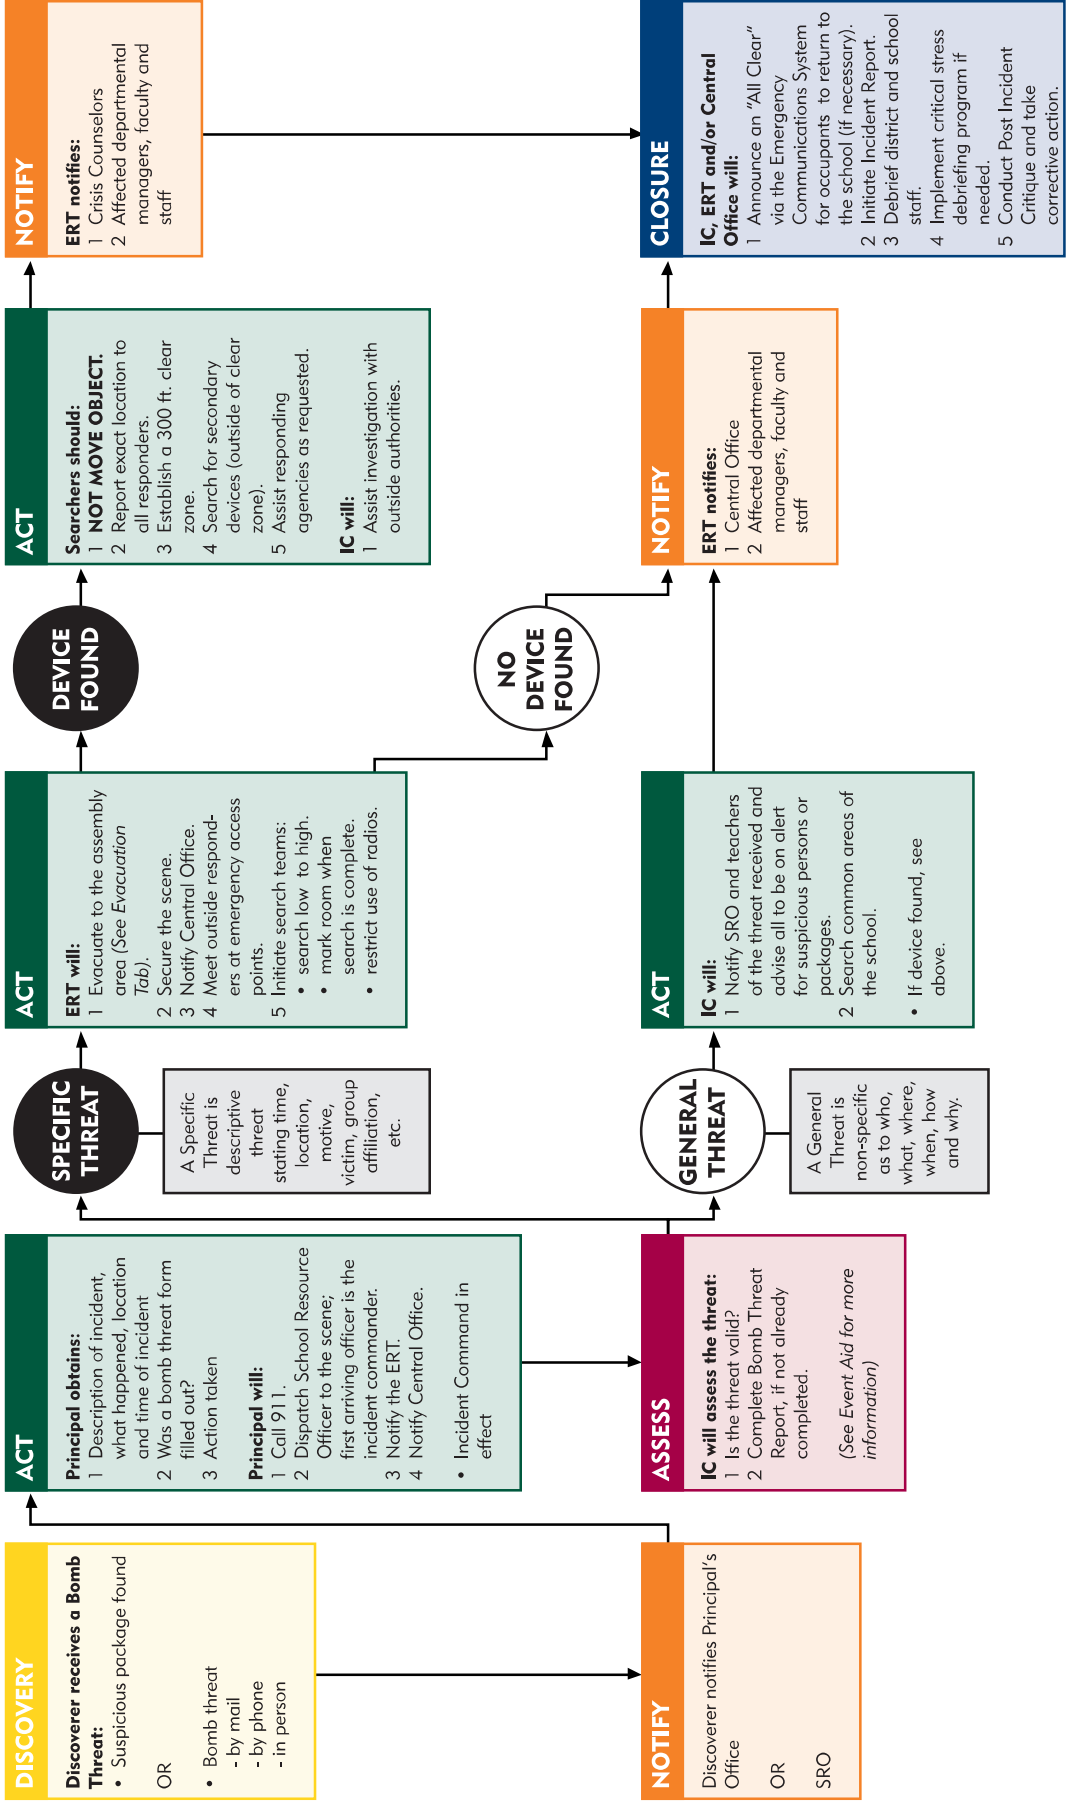 DISCOVERY
Discoverer receives a Bomb
Threat:
• Suspicious package found
OR
• Bomb threat
- by mail
- by phone
- in person
NOTIFY
Discoverer notifies Principal's
Office
OR
SRO
ACT
Principal obtains:
1 Description of incident,
what happened, location
and time of incident
2 Was a bomb threat form
filled out?
3 Action taken
Principal will:
1 Call 911.
2 Dispatch School Resource
Officer to the scene;
first arriving officer is the
incident commander.
3 Notify the ERT.
4 Notify Central Office.
• Incident Command in
effect
ASSESS
IC will assess the threat:
1 Is the threat valid?
2 Complete Bomb Threat
Report, if not already
completed.
(See Event Aid for more
information)
SPECIFIC
THREAT
A Specific
Threat is
descriptive
threat
stating time,
location,
motive,
victim, group
affiliation,
etc.
GENERAL
THREAT
A General
Threat is
non-specific
as to who,
what, where,
when, how
and why.
ACT
ERT will:
1 Evacuate to the assembly
area (See Evacuation
Tab).
2 Secure the scene.
3 Notify Central Office.
4 Meet outside respond-
ers at emergency access
points.
5 Initiate search teams:
• search low to high.
• mark room when
search is complete.
• restrict use of radios.
ACT
IC will:
1 Notify SRO and teachers
of the threat received and
advise all to be on alert
for suspicious persons or
packages.
2 Search common areas of
the school.
• If device found, see
above.
DEVICE
FOUND
NO
DEVICE
FOUND
ACT
Searchers should:
1 NOT MOVE OBJECT.
2 Report exact location to
all responders.
3 Establish a 300 ft. clear
zone.
4 Search for secondary
devices (outside of clear
zone).
5 Assist responding
agencies as requested.
IC will:
1 Assist investigation with
outside authorities.
NOTIFY
ERT notifies:
1 Central Office
2 Affected departmental
managers, faculty and
staff
NOTIFY
ERT notifies:
1 Crisis Counselors
2 Affected departmental
managers, faculty and
staff
CLOSURE
IC, ERT and/or Central
Office will:
1 Announce an "All Clear"
via the Emergency
Communications System
for occupants to return to
the school (if necessary).
2 Initiate Incident Report.
3 Debrief district and school
staff.
4 Implement critical stress
debriefing program if
needed.
5 Conduct Post Incident
Critique and take
corrective action.